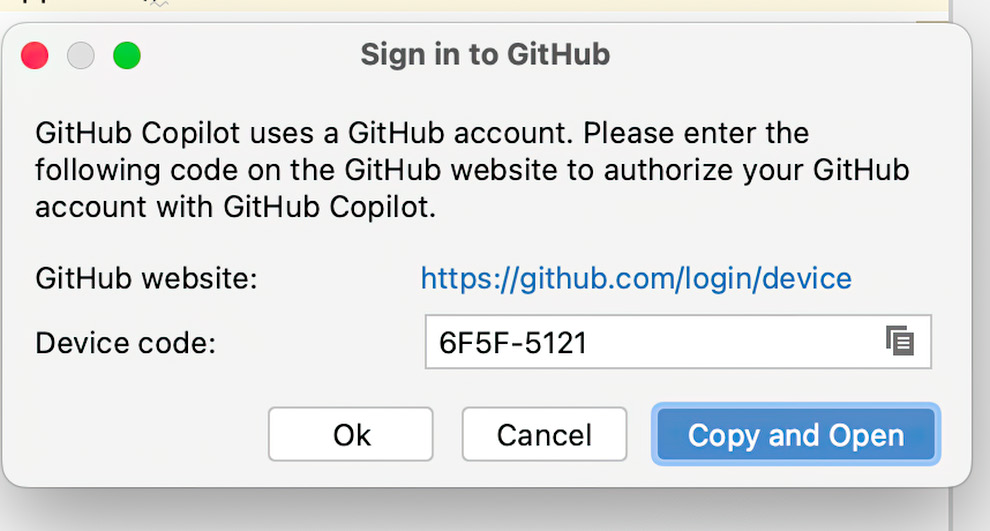 Sign in to GitHub
GitHub Copilot uses a GitHub account. Please enter the
following code on the GitHub website to authorize your GitHub
account with GitHub Copilot.
GitHub website: https://github.com/login/device
Device code: 6F5F-5121
Ok Cancel Copy and Open